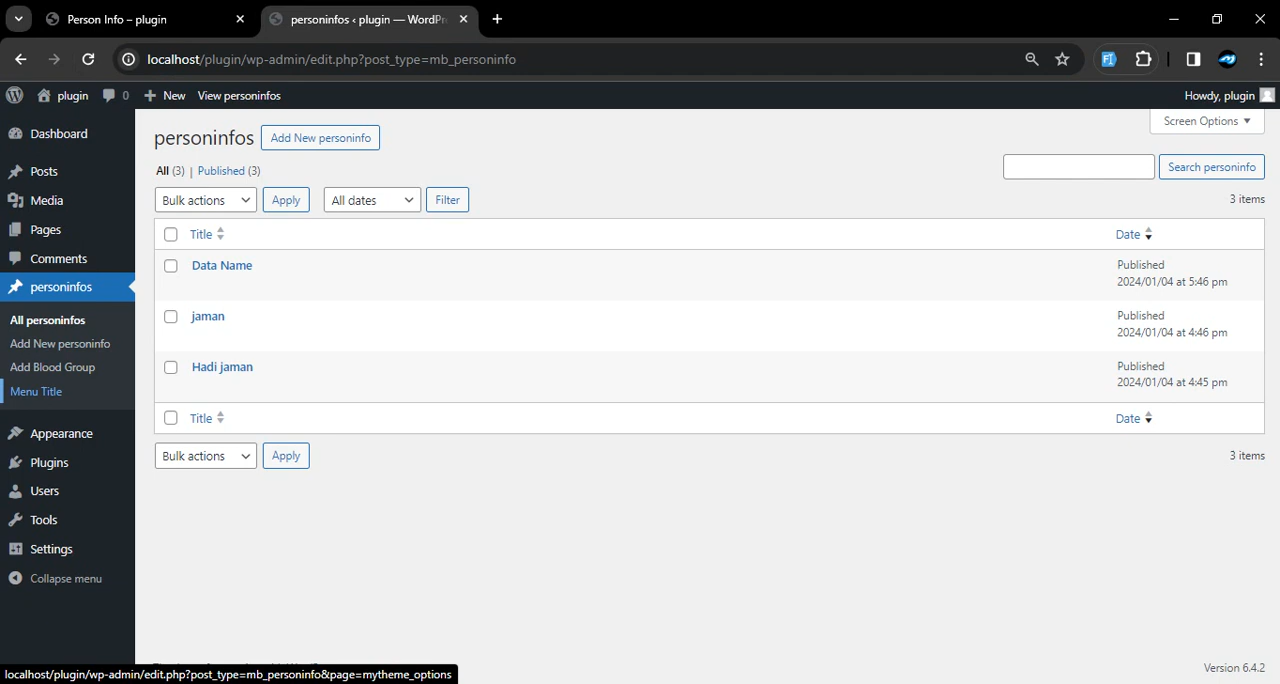 Person Info – plugin
personinfos ‹ plugin — WordPr
localhost/plugin/wp-admin/edit.php?post_type=mb_personinfo
plugin 0 New View personinfos Howdy, plugin
Screen Options
Dashboard
Posts
Media
Pages
Comments
personinfos
All personinfos
Add New personinfo
Add Blood Group
Menu Title
Appearance
Plugins
Users
Tools
Settings
Collapse menu
personinfos Add New personinfo
All (3) | Published (3)
Search personinfo
Bulk actions Apply All dates Filter 3 items
Title Date
Data Name Published
2024/01/04 at 5:46 pm
jaman Published
2024/01/04 at 4:46 pm
Hadi jaman Published
2024/01/04 at 4:45 pm
Title Date
Bulk actions Apply 3 items
Version 6.4.2
localhost/plugin/wp-admin/edit.php?post_type=mb_personinfo&page=mytheme_options